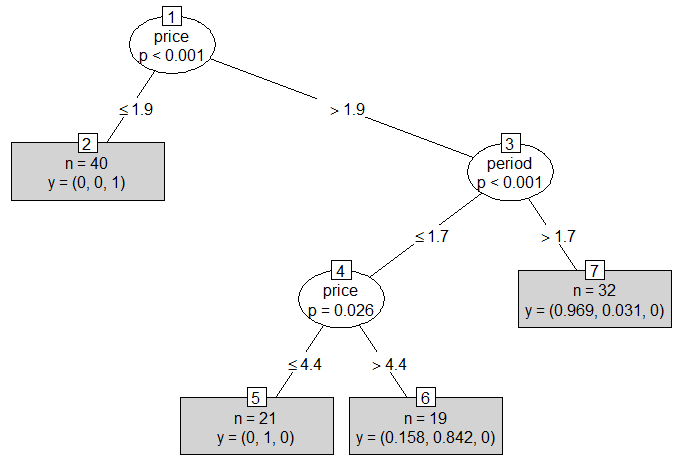 1
price
p < 0.001
≤ 1.9
> 1.9
2
n = 40
y = (0, 0, 1)
3
period
p < 0.001
≤ 1.7
> 1.7
4
price
p = 0.026
7
n = 32
y = (0.969, 0.031, 0)
≤ 4.4
> 4.4
5
n = 21
y = (0, 1, 0)
6
n = 19
y = (0.158, 0.842, 0)